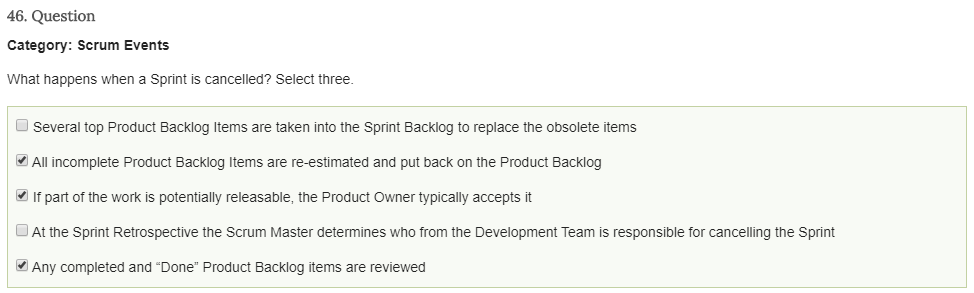 46. Question
Category: Scrum Events
What happens when a Sprint is cancelled? Select three.
Several top Product Backlog Items are taken into the Sprint Backlog to replace the obsolete items
All incomplete Product Backlog Items are re-estimated and put back on the Product Backlog
If part of the work is potentially releasable, the Product Owner typically accepts it
At the Sprint Retrospective the Scrum Master determines who from the Development Team is responsible for cancelling the Sprint
Any completed and “Done” Product Backlog items are reviewed